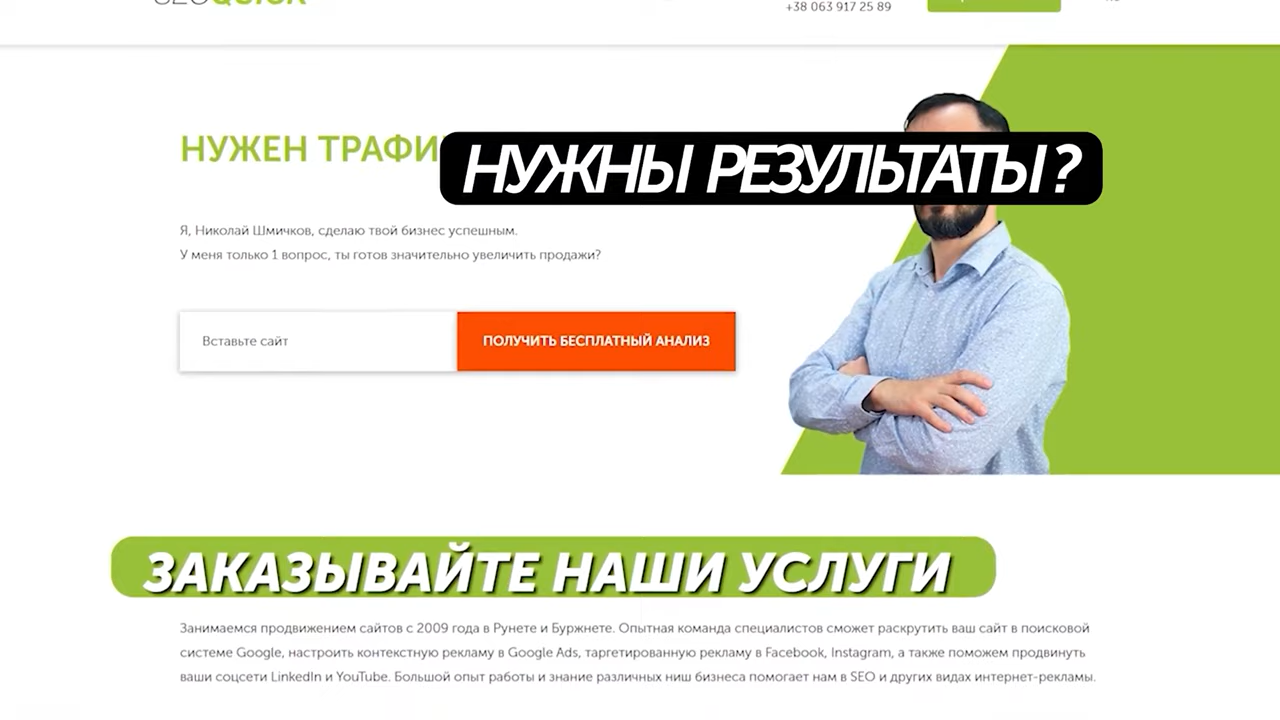 +38 063 917 25 89
НУЖЕН ТРАФИ
НУЖНЫ РЕЗУЛЬТАТЫ?
Я, Николай Шмичков, сделаю твой бизнес успешным.
У меня только 1 вопрос, ты готов значительно увеличить продажи?
Вставьте сайт
ПОЛУЧИТЬ БЕСПЛАТНЫЙ АНАЛИЗ
ЗАКАЗЫВАЙТЕ НАШИ УСЛУГИ
Занимаемся продвижением сайтов с 2009 года в Рунете и Буржнете. Опытная команда специалистов сможет раскрутить ваш сайт в поисковой
системе Google, настроить контекстную рекламу в Google Ads, таргетированную рекламу в Facebook, Instagram, а также поможем продвинуть
ваши соцсети LinkedIn и YouTube. Большой опыт работы и знание различных ниш бизнеса помогает нам в SEO и других видах интернет-рекламы.